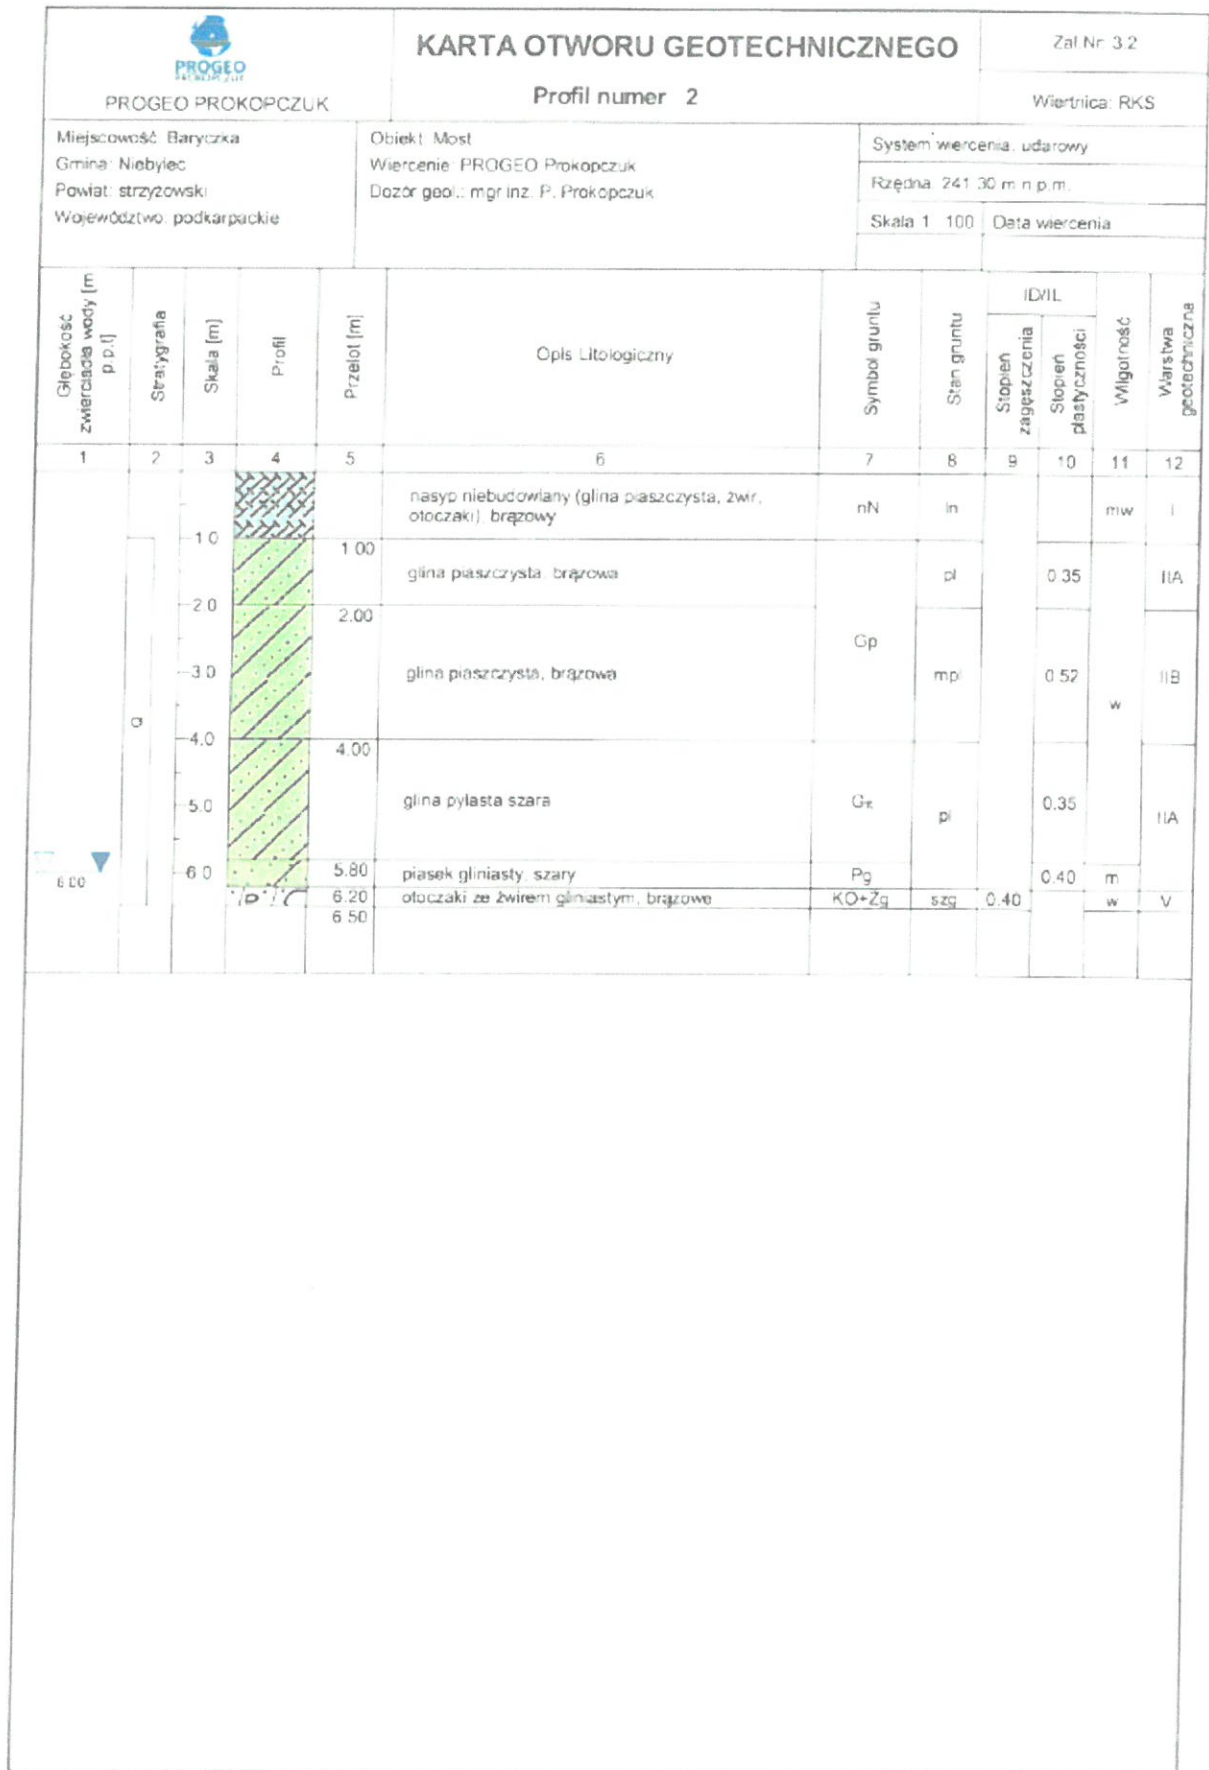 PROGEO
PROKOPCZUK
PROGEO PROKOPCZUK
KARTA OTWORU GEOTECHNICZNEGO
Profil numer 2
Zał.Nr. 3.2
Wiertnica: RKS
Miejscowość: Baryczka
Gmina: Niebylec
Powiat: strzyżowski
Województwo: podkarpackie
Obiekt: Most
Wiercenie: PROGEO Prokopczuk
Dozór geol.: mgr inż. P. Prokopczuk
System wiercenia: udarowy
Rzędna: 241.30 m n.p.m.
Skala 1 : 100 Data wiercenia
Głębokość zwierciadła wody [m p.p.t]
Stratygrafia
Skala [m]
Profil
Przelot [m]
Opis Litologiczny
Symbol gruntu
Stan gruntu
ID/IL
Stopień zagęszczenia
Stopień plastyczności
Wilgotność
Warstwa geotechniczna
1 2 3 4 5 6 7 8 9 10 11 12
nasyp niebudowlany (glina piaszczysta, żwir,
otoczaki), brązowy
nN ln mw I
1.0
1.00
glina piaszczysta, brązowa
pl 0.35 IIA
2.0
2.00
Gp
3.0
glina piaszczysta, brązowa
mpl 0.52 IIB
w
Q
4.0
4.00
5.0
glina pylasta szara
Gπ pl 0.35 IIA
6.00
6.0
5.80 piasek gliniasty, szary Pg 0.40 m
6.20 otoczaki ze żwirem gliniastym, brązowe KO+Żg szg 0.40 w V
6.50